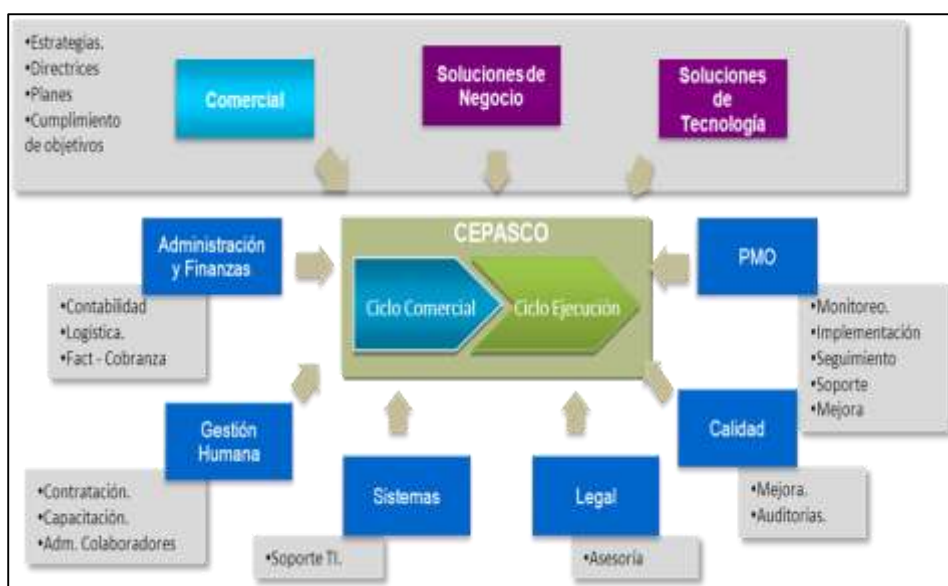 •Estrategias.
•Directrices
•Planes
•Cumplimiento
de objetivos
Comercial
Soluciones de
Negocio
Soluciones
de
Tecnología
Administración
y Finanzas
CEPASCO
PMO
Ciclo Comercial
Ciclo Ejecución
•Contabilidad
•Logística.
•Fact - Cobranza
•Monitoreo.
•Implementación
•Seguimiento
•Soporte
•Mejora
Gestión
Humana
Calidad
•Contratación.
•Capacitación.
•Adm. Colaboradores
Sistemas
Legal
•Mejora.
•Auditorias.
•Soporte TI.
•Asesoría